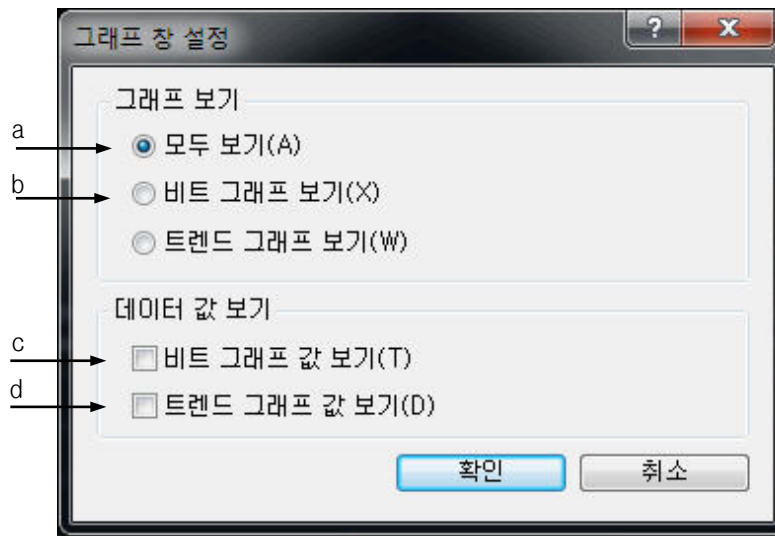 그래프 창 설정
그래프 보기
a
모두 보기(A)
b
비트 그래프 보기(X)
트렌드 그래프 보기(W)
데이터 값 보기
c
비트 그래프 값 보기(T)
d
트렌드 그래프 값 보기(D)
확인
취소